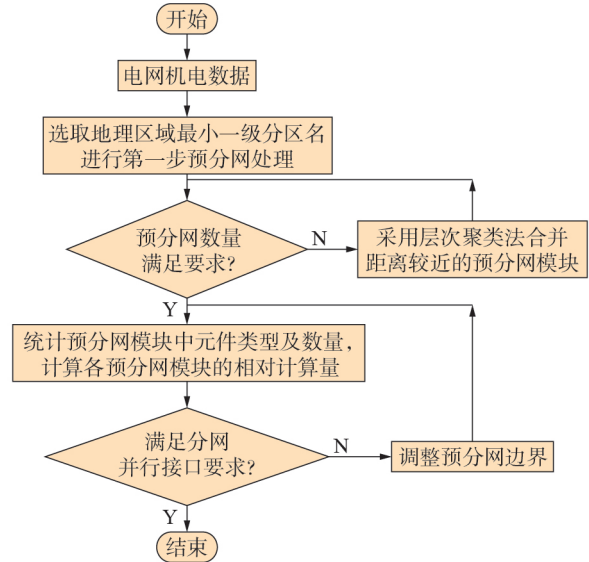 开始
电网机电数据
选取地理区域最小一级分区名
进行第一步预分网处理
预分网数量
满足要求?
N
采用层次聚类法合并
距离较近的预分网模块
Y
统计预分网模块中元件类型及数量,
计算各预分网模块的相对计算量
满足分网
并行接口要求?
N
调整预分网边界
Y
结束